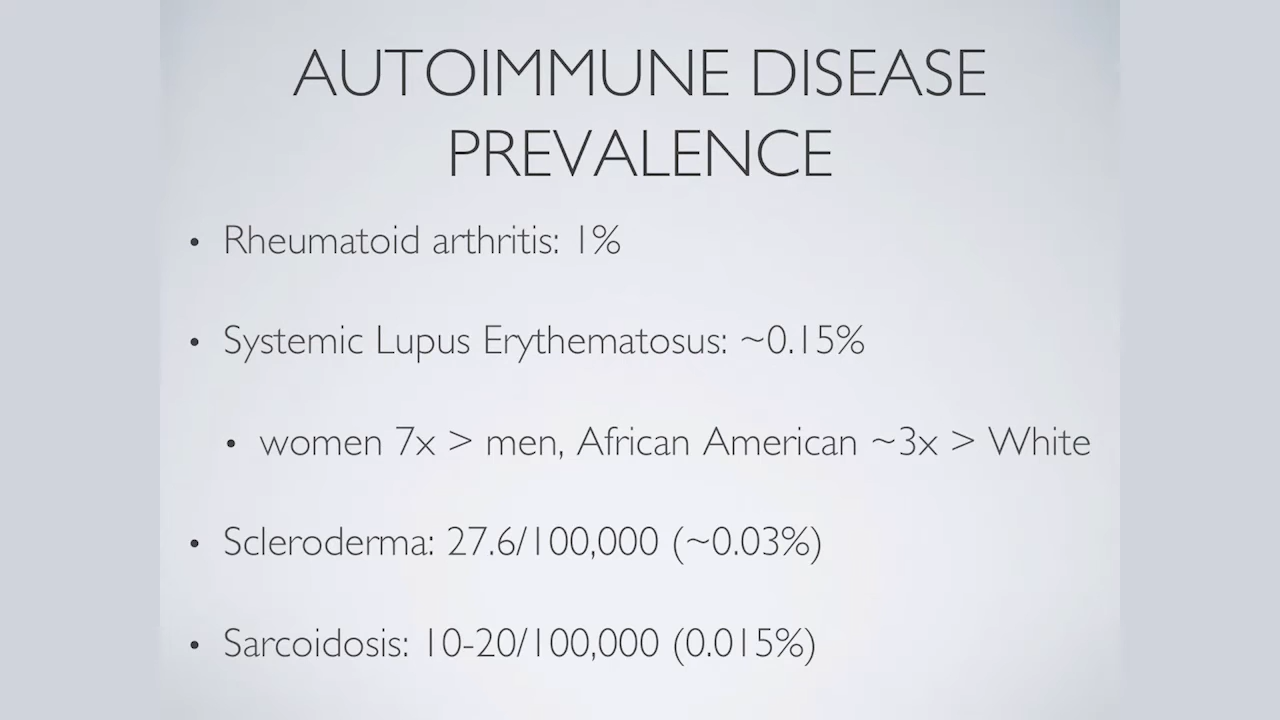 AUTOIMMUNE DISEASE
PREVALENCE
• Rheumatoid arthritis: 1%
• Systemic Lupus Erythematosus: ~0.15%
• women 7x > men, African American ~3x > White
• Scleroderma: 27.6/100,000 (~0.03%)
• Sarcoidosis: 10-20/100,000 (0.015%)